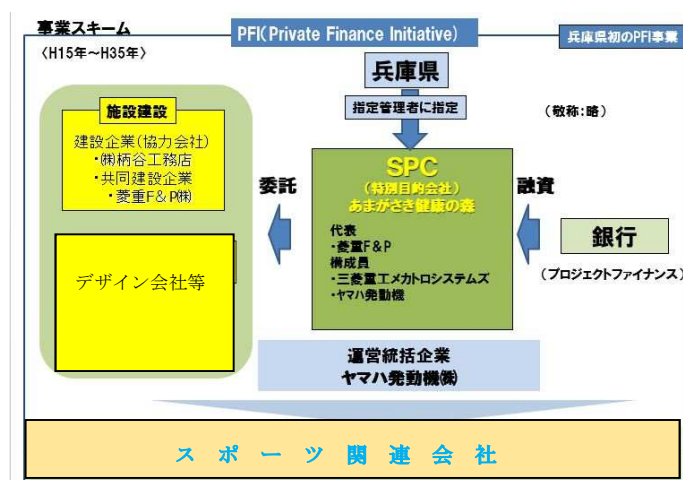 事業スキーム
〈H15年～H35年〉
PFI(Private Finance Initiative)
兵庫県初のPFI事業
兵庫県
指定管理者に指定
(敬称:略)
施設建設
建設企業(協力会社)
・㈱柄谷工務店
・共同建設企業
・菱重F&P㈱
デザイン会社等
委託
SPC
(特別目的会社)
あまがさき健康の森
代表
・菱重F&P
構成員
・三菱重工メカトロシステムズ
・ヤマハ発動機
融資
銀行
(プロジェクトファイナンス)
運営統括企業
ヤマハ発動機㈱
スポーツ関連会社